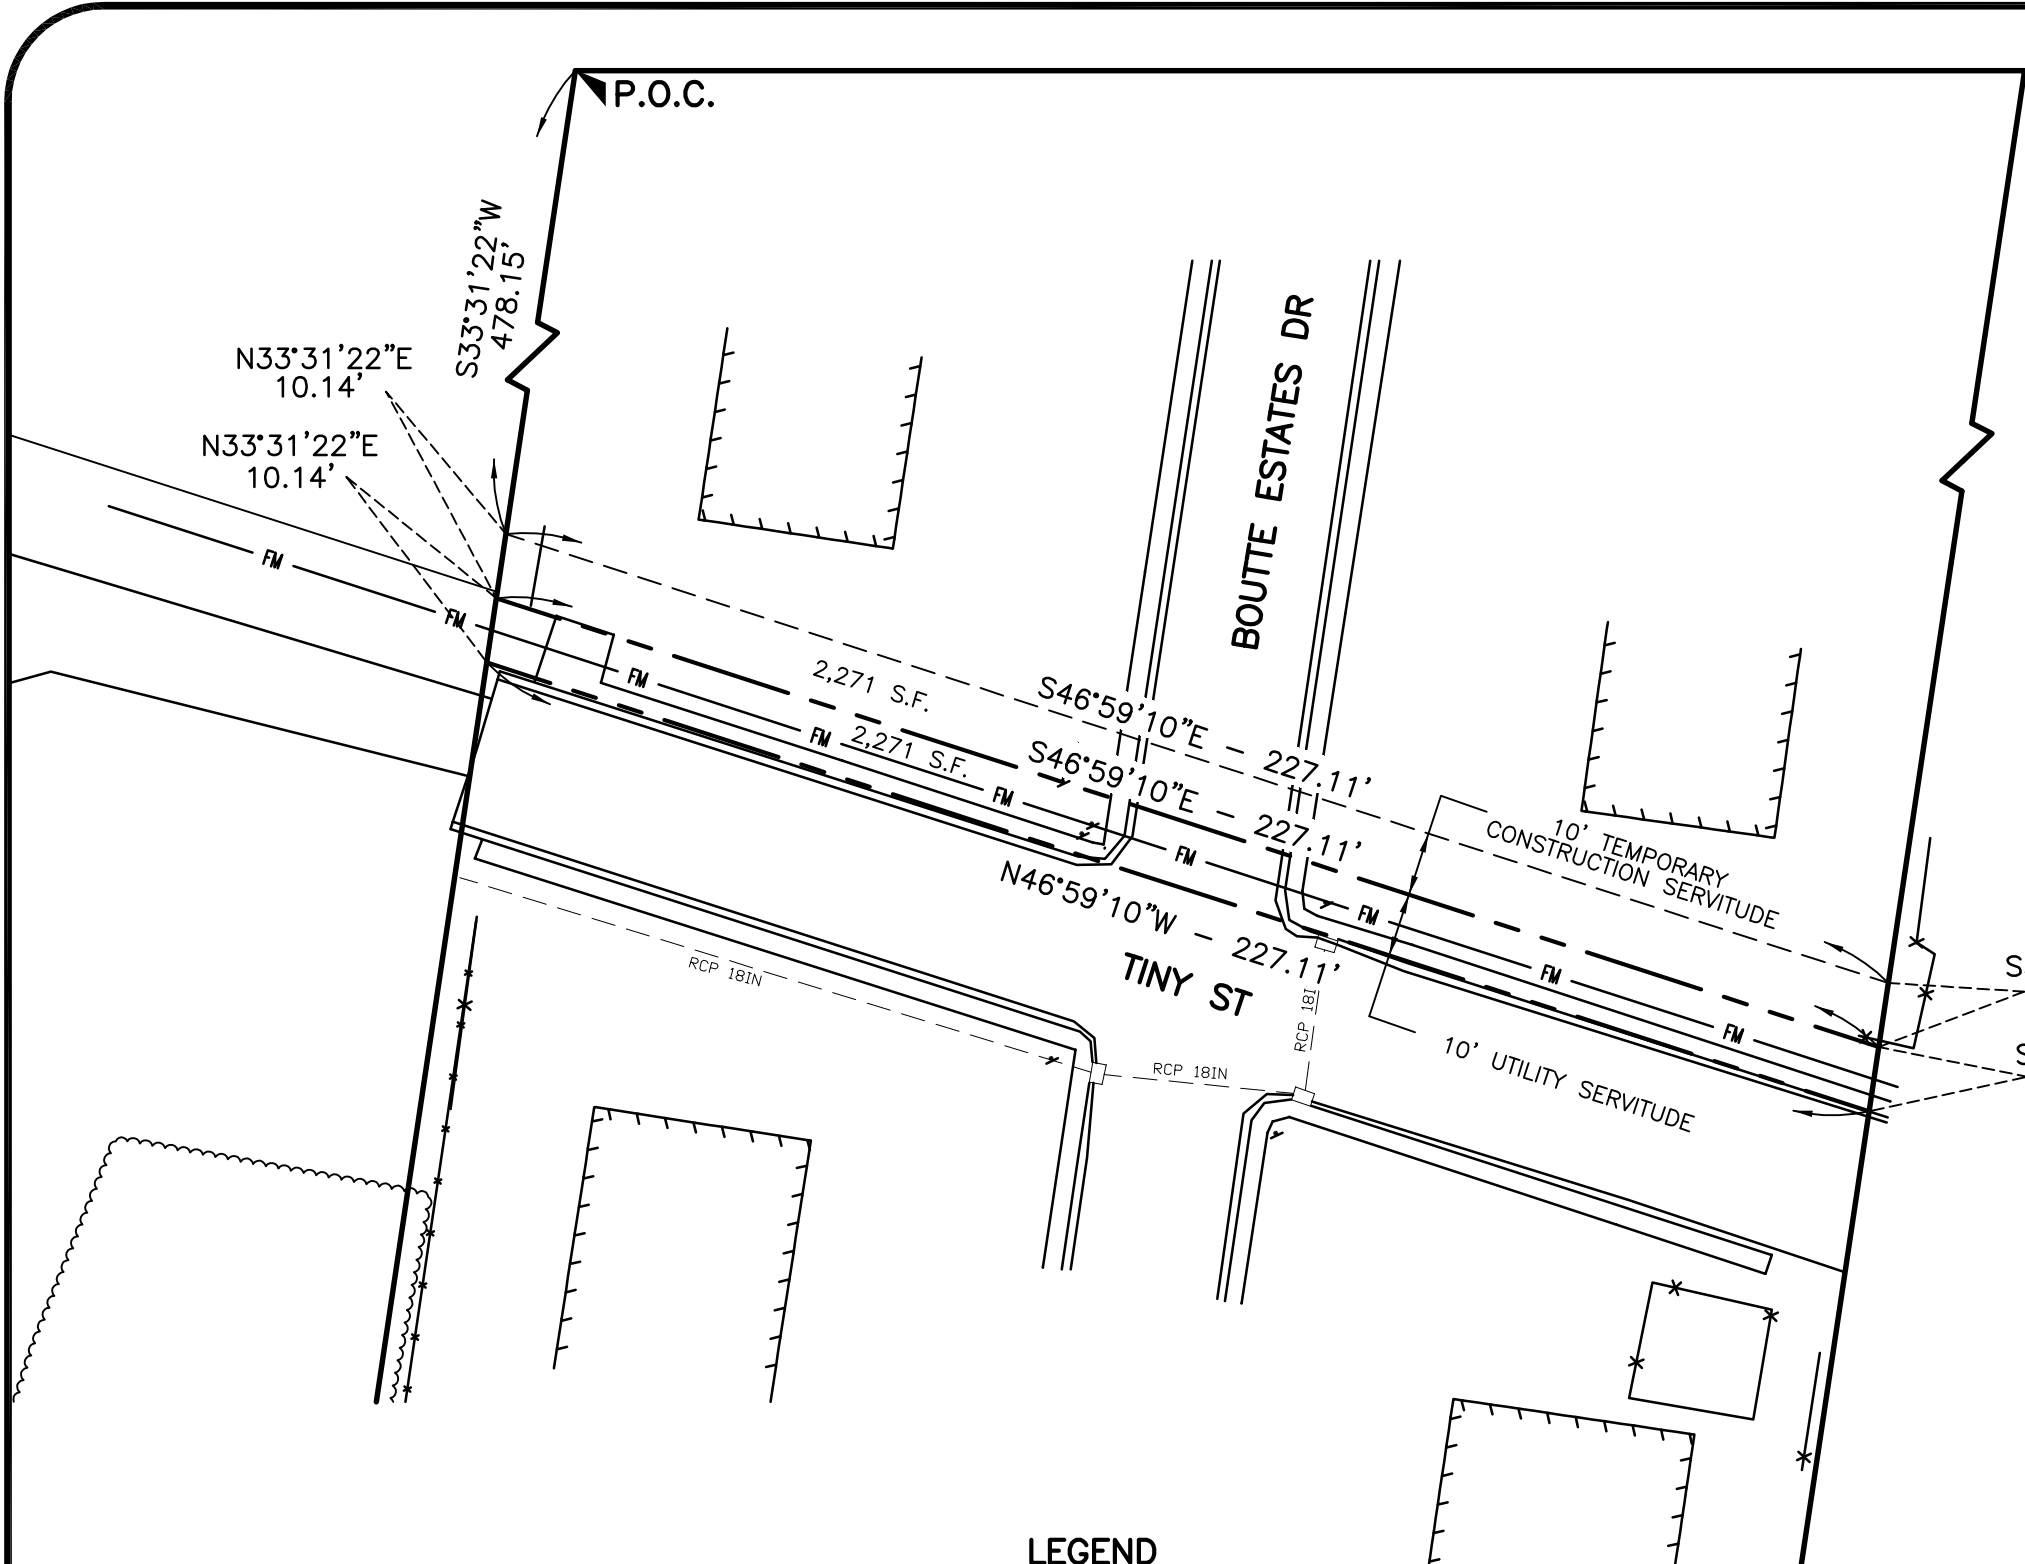 P.O.C.
S33°31'22"W
478.15'
N33°31'22"E
10.14'
N33°31'22"E
10.14'
BOUTTE ESTATES DR
FM
FM
FM
FM
FM
FM
FM
FM
FM
2,271 S.F.
2,271 S.F.
S46°59'10"E - 227.11'
S46°59'10"E - 227.11'
N46°59'10"W - 227.11'
10' TEMPORARY
CONSTRUCTION SERVITUDE
TINY ST
10' UTILITY SERVITUDE
RCP 18IN
RCP 18IN
RCP 18I
S
S
LEGEND